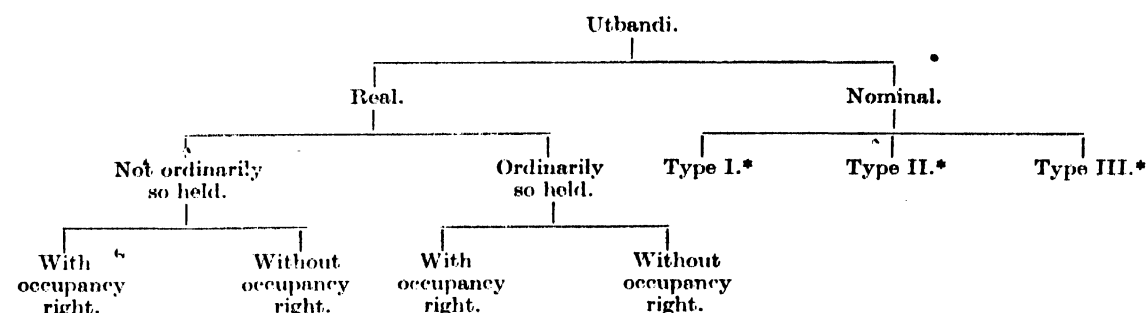 Utbandi.
Real.
Nominal.
Not ordinarily
so held.
Ordinarily
so held.
Type I.*
Type II.*
Type III.*
With
occupancy
right.
Without
occupancy
right.
With
occupancy
right.
Without
occupancy
right.